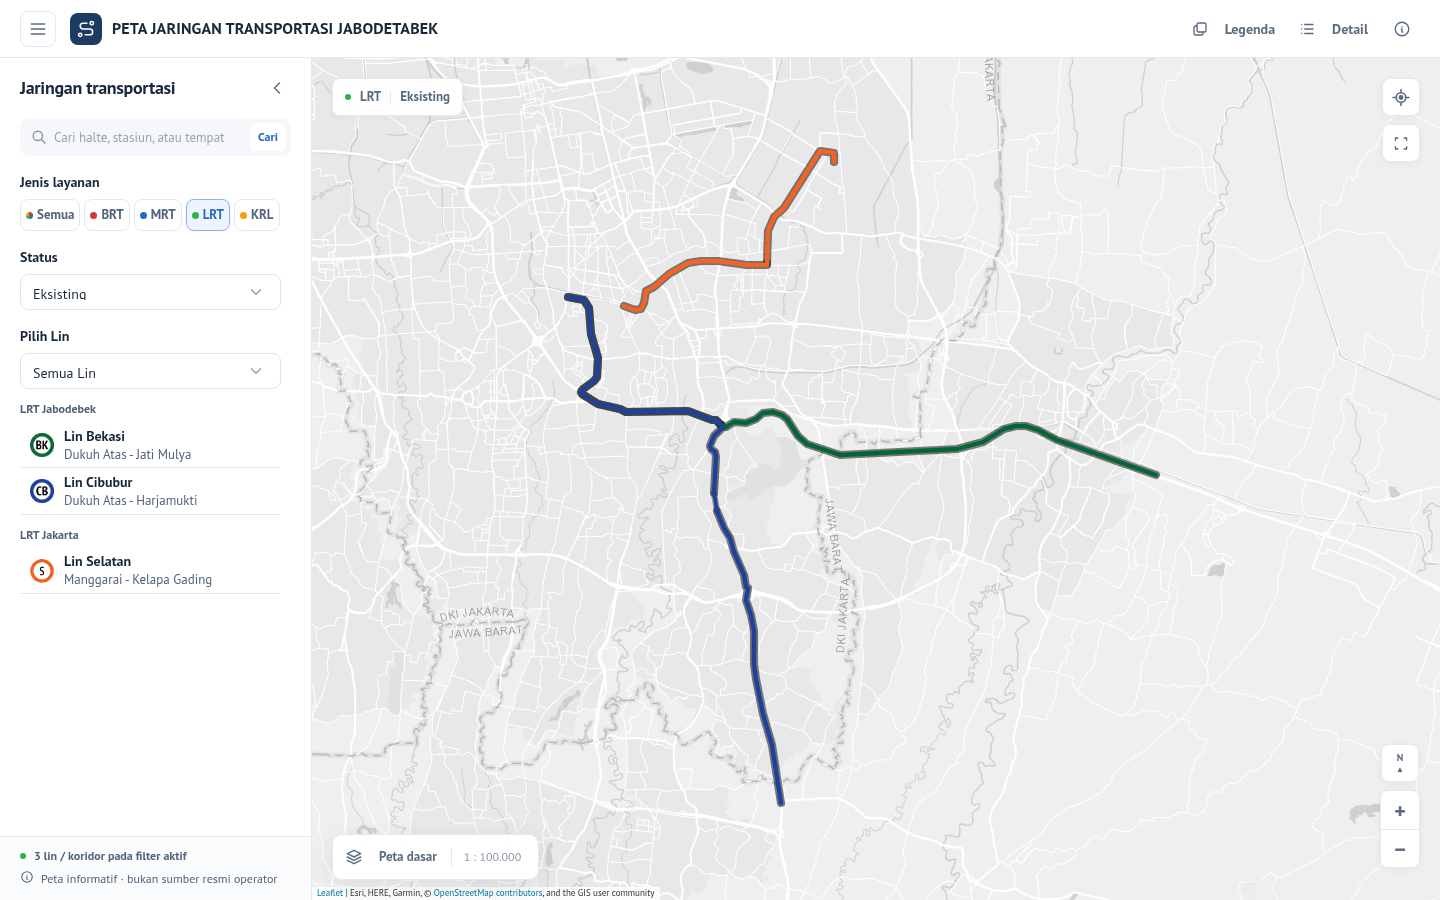 PETA JARINGAN TRANSPORTASI JABODETABEK
Legenda
Detail
Jaringan transportasi
Cari halte, stasiun, atau tempat
Cari
Jenis layanan
Semua
BRT
MRT
LRT
KRL
Status
Eksisting
Pilih Lin
Semua Lin
LRT Jabodebek
BK
Lin Bekasi
Dukuh Atas - Jati Mulya
CB
Lin Cibubur
Dukuh Atas - Harjamukti
LRT Jakarta
S
Lin Selatan
Manggarai - Kelapa Gading
3 lin / koridor pada filter aktif
Peta informatif · bukan sumber resmi operator
LRT
Eksisting
AKARTA
JAWA BARAT
DKI JAKARTA
DKI JAKARTA
JAWA BARAT
N
+
−
Peta dasar
1 : 100.000
Leaflet | Esri, HERE, Garmin, © OpenStreetMap contributors, and the GIS user community